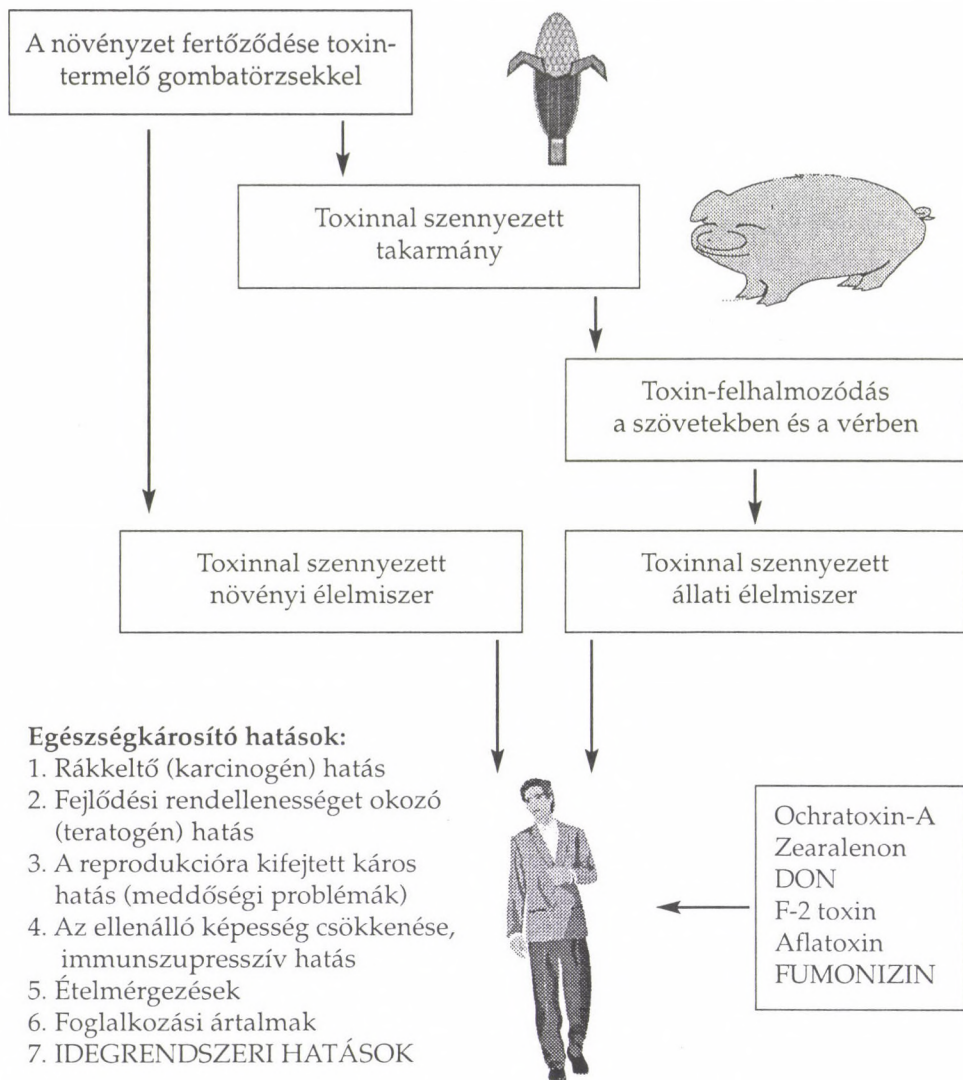 A növényzet fertőződése toxin-
termelő gombatörzsekkel
Toxinnal szennyezett
takarmány
Toxin-felhalmozódás
a szövetekben és a vérben
Toxinnal szennyezett
növényi élelmiszer
Toxinnal szennyezett
állati élelmiszer
Egészségkárosító hatások:
1. Rákkeltő (karcinogén) hatás
2. Fejlődési rendellenességet okozó
(teratogén) hatás
3. A reprodukcióra kifejtett káros
hatás (meddőségi problémák)
4. Az ellenálló képesség csökkenése,
immunszupresszív hatás
5. Ételmérgezések
6. Foglalkozási ártalmak
7. IDEGRENDSZERI HATÁSOK
Ochratoxin-A
Zearalenon
DON
F-2 toxin
Aflatoxin
FUMONIZIN